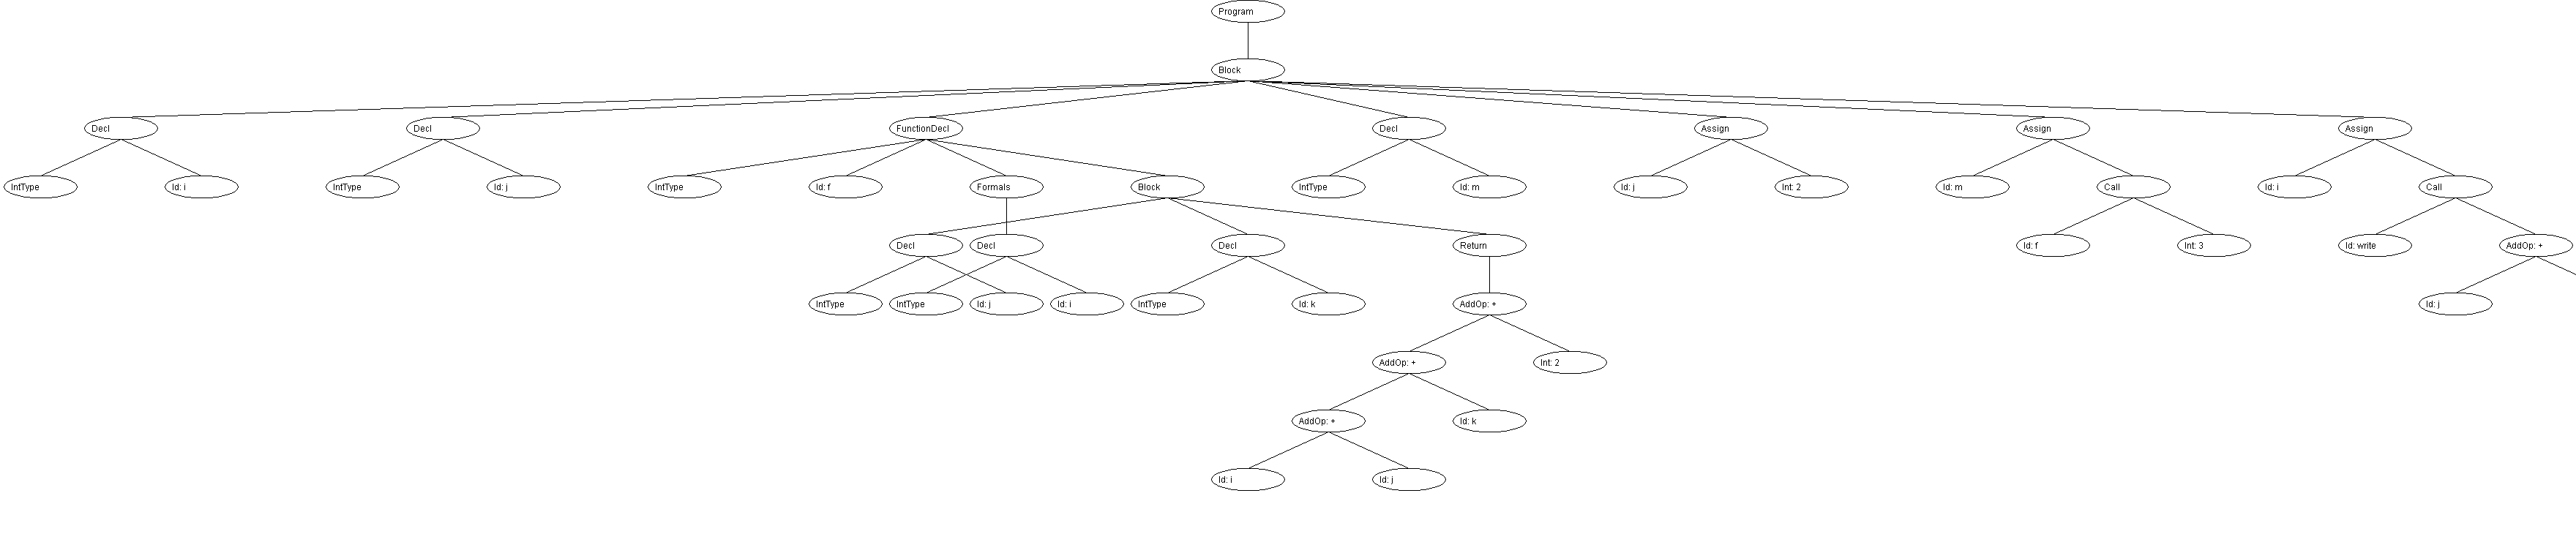 Program
Block
Decl Decl FunctionDecl Decl Assign Assign Assign
IntType Id: i IntType Id: j IntType Id: f Formals Block IntType Id: m Id: j Int: 2 Id: m Call Id: i Call
Decl Decl Decl Return Id: f Int: 3 Id: write AddOp: +
IntType IntType Id: j Id: i IntType Id: k AddOp: + Id: j
AddOp: + Int: 2
AddOp: + Id: k
Id: i Id: j